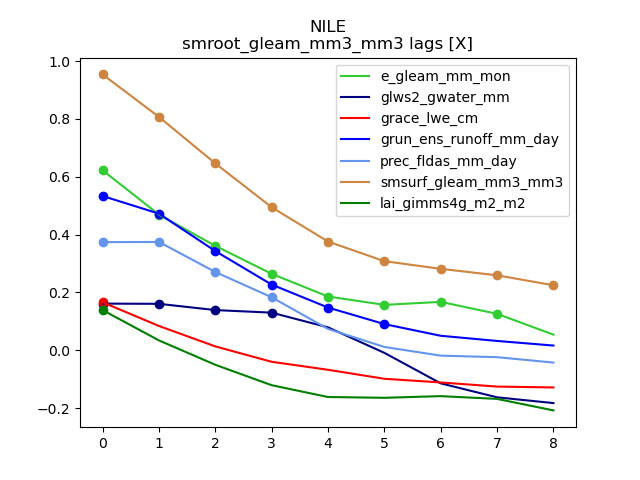 NILE
smroot_gleam_mm3_mm3 lags [X]
1.0
0.8
0.6
0.4
0.2
0.0
−0.2
e_gleam_mm_mon
glws2_gwater_mm
grace_lwe_cm
grun_ens_runoff_mm_day
prec_fldas_mm_day
smsurf_gleam_mm3_mm3
lai_gimms4g_m2_m2
0 1 2 3 4 5 6 7 8